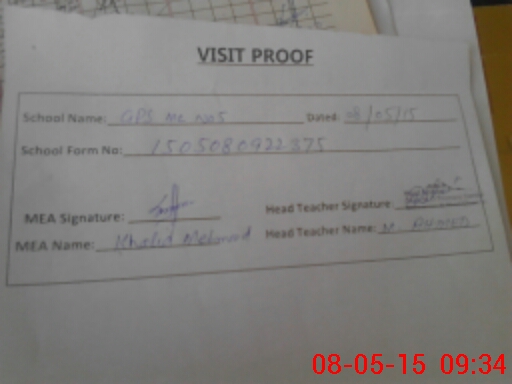 VISIT PROOF
School Name: GPS MC No5 Dated: 08/05/15
School Form No: 1505080922375
MEA Signature: Head Teacher Signature:
MEA Name: Khalid Mehmood Head Teacher Name: M. AHMED
08-05-15 09:34